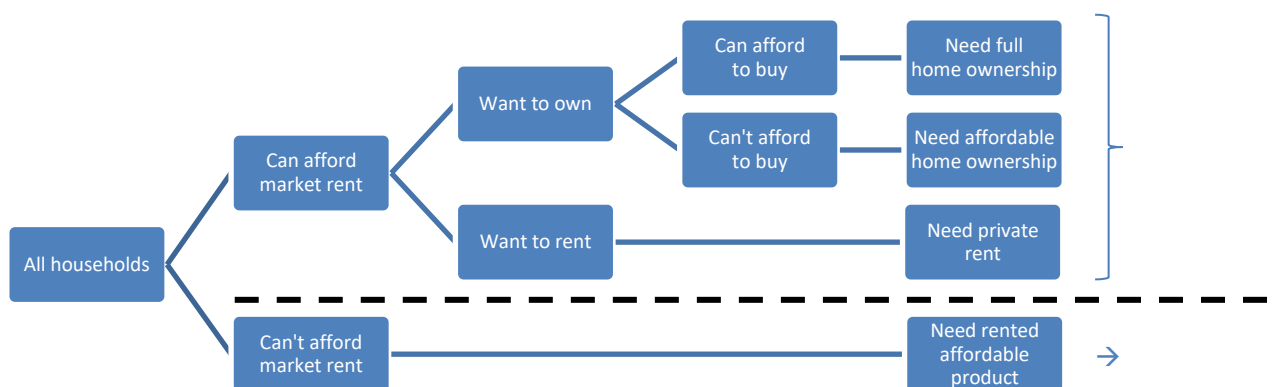 Can afford
to buy
Need full
home ownership
Want to own
Can't afford
to buy
Need affordable
home ownership
Can afford
market rent
Want to rent
Need private
rent
All households
Can't afford
market rent
Need rented
affordable
product